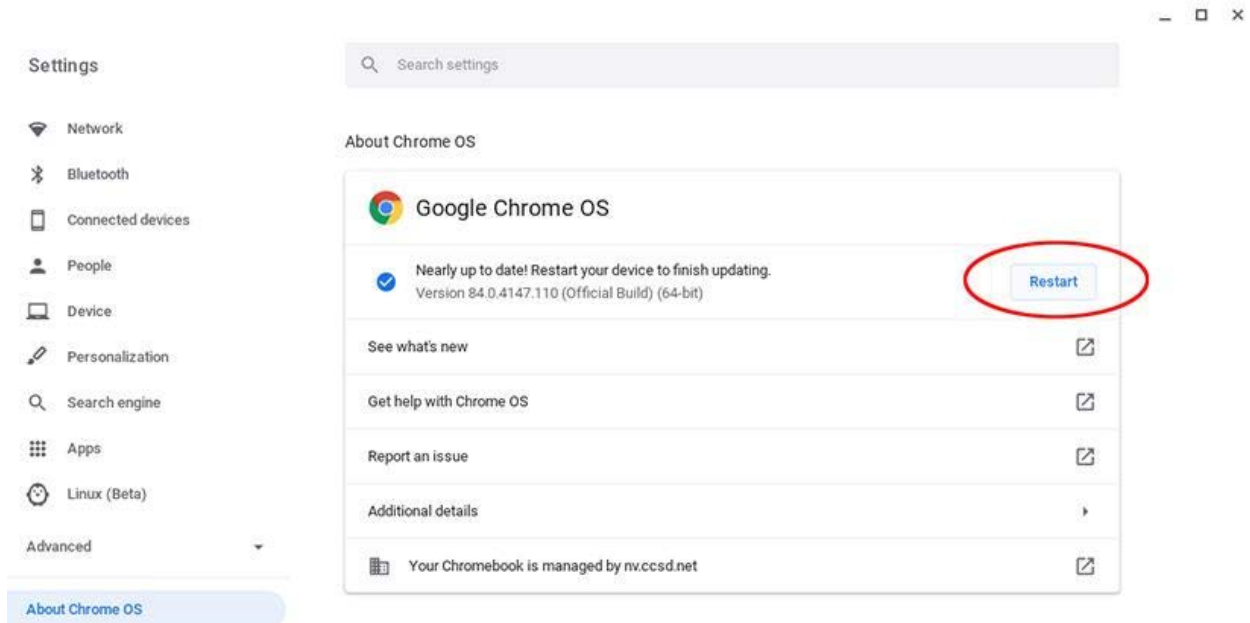 Settings
Search settings
Network
Bluetooth
Connected devices
People
Device
Personalization
Search engine
Apps
Linux (Beta)
Advanced
About Chrome OS
About Chrome OS
Google Chrome OS
Nearly up to date! Restart your device to finish updating.
Version 84.0.4147.110 (Official Build) (64-bit)
Restart
See what's new
Get help with Chrome OS
Report an issue
Additional details
Your Chromebook is managed by nv.ccsd.net